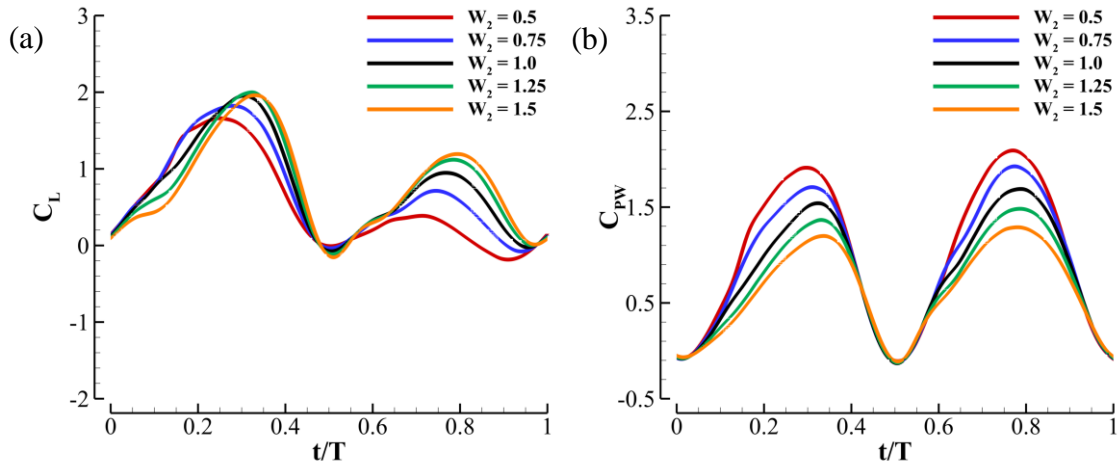 (a)
3
2
1
0
-1
-2
C_L
0
0.2
0.4
0.6
0.8
1
t/T
W_2 = 0.5
W_2 = 0.75
W_2 = 1.0
W_2 = 1.25
W_2 = 1.5
(b)
3.5
2.5
1.5
0.5
-0.5
C_PW
0
0.2
0.4
0.6
0.8
1
t/T
W_2 = 0.5
W_2 = 0.75
W_2 = 1.0
W_2 = 1.25
W_2 = 1.5